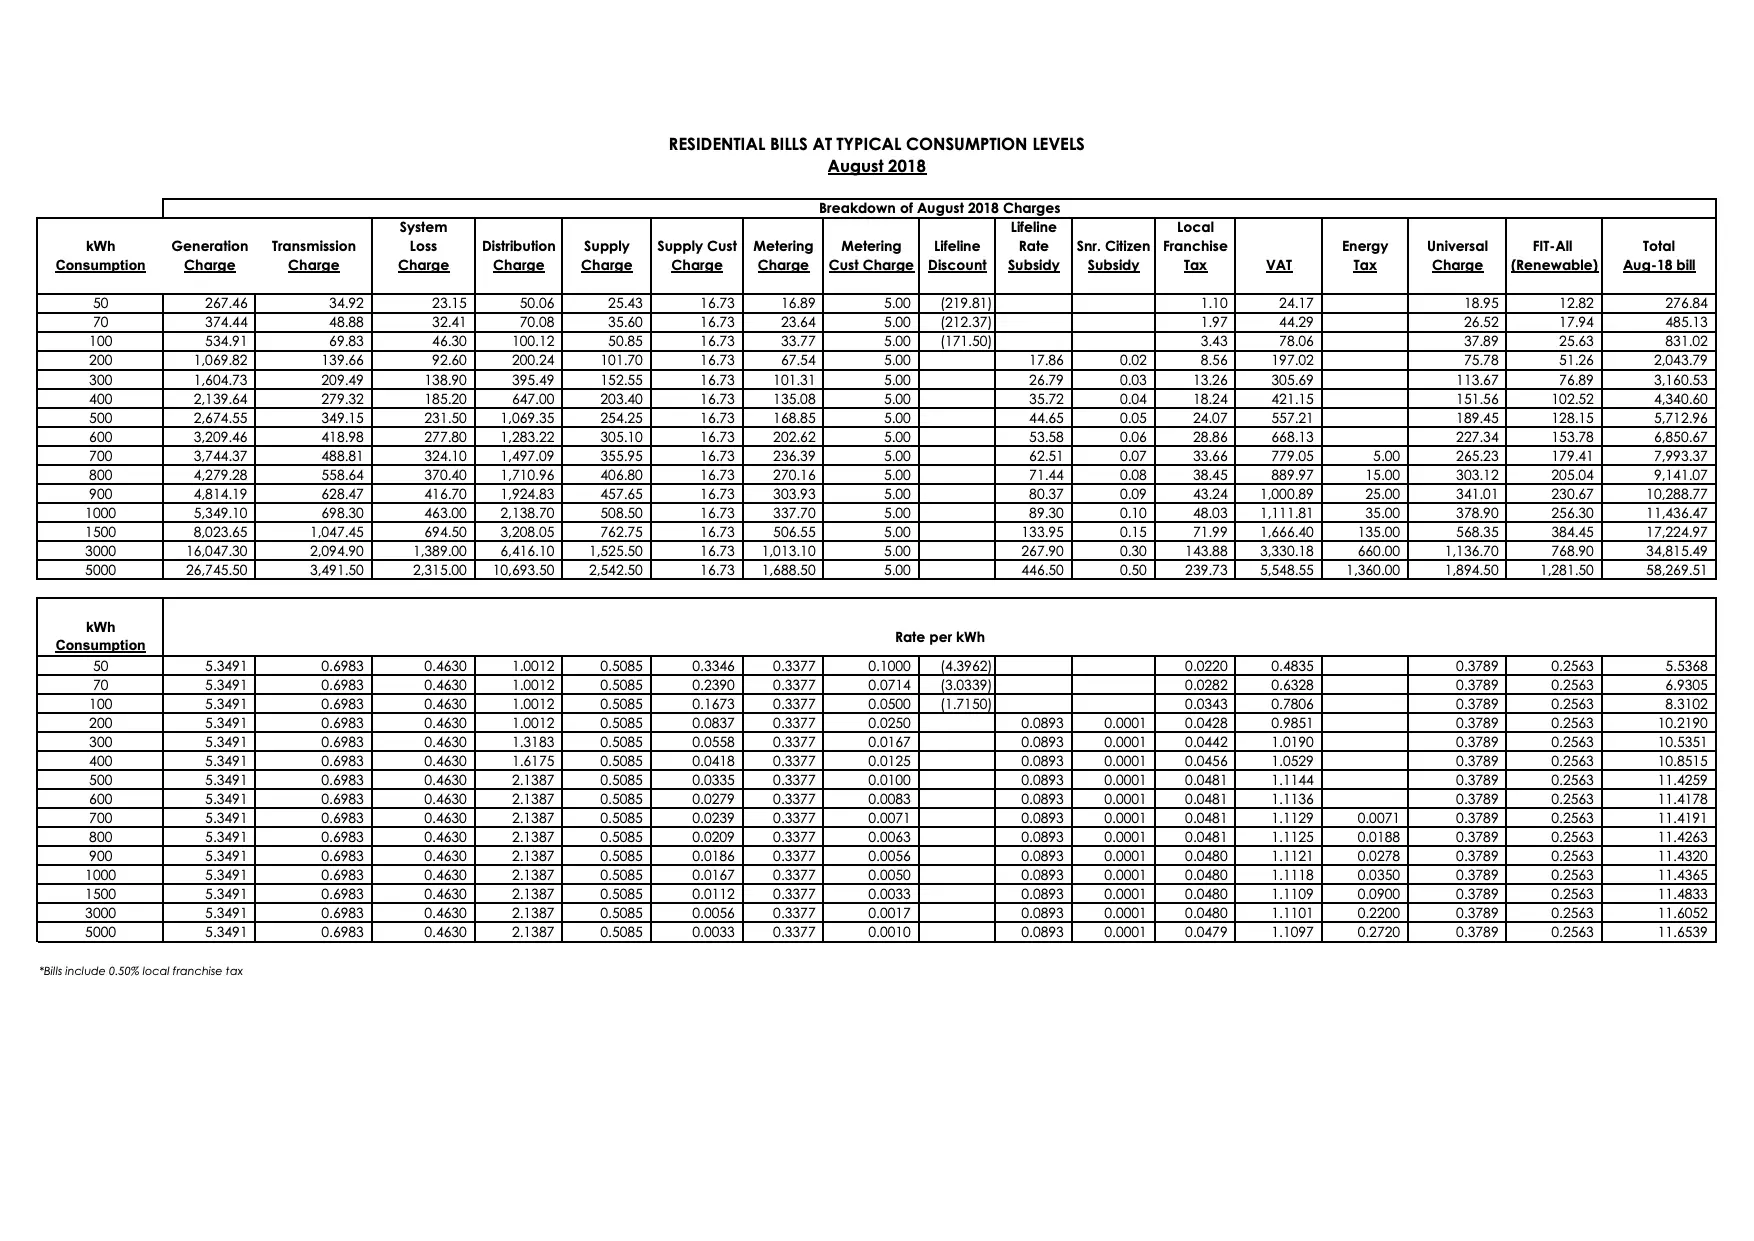 RESIDENTIAL BILLS AT TYPICAL CONSUMPTION LEVELS
August 2018
Breakdown of August 2018 Charges
kWh Consumption Generation Charge Transmission Charge System Loss Charge Distribution Charge Supply Charge Supply Cust Charge Metering Charge Metering Cust Charge Lifeline Discount Lifeline Rate Subsidy Snr. Citizen Subsidy Local Franchise Tax VAT Energy Tax Universal Charge FIT-All (Renewable) Total Aug-18 bill
50 267.46 34.92 23.15 50.06 25.43 16.73 16.89 5.00 (219.81) 1.10 24.17 18.95 12.82 276.84
70 374.44 48.88 32.41 70.08 35.60 16.73 23.64 5.00 (212.37) 1.97 44.29 26.52 17.94 485.13
100 534.91 69.83 46.30 100.12 50.85 16.73 33.77 5.00 (171.50) 3.43 78.06 37.89 25.63 831.02
200 1,069.82 139.66 92.60 200.24 101.70 16.73 67.54 5.00 17.86 0.02 8.56 197.02 75.78 51.26 2,043.79
300 1,604.73 209.49 138.90 395.49 152.55 16.73 101.31 5.00 26.79 0.03 13.26 305.69 113.67 76.89 3,160.53
400 2,139.64 279.32 185.20 647.00 203.40 16.73 135.08 5.00 35.72 0.04 18.24 421.15 151.56 102.52 4,340.60
500 2,674.55 349.15 231.50 1,069.35 254.25 16.73 168.85 5.00 44.65 0.05 24.07 557.21 189.45 128.15 5,712.96
600 3,209.46 418.98 277.80 1,283.22 305.10 16.73 202.62 5.00 53.58 0.06 28.86 668.13 227.34 153.78 6,850.67
700 3,744.37 488.81 324.10 1,497.09 355.95 16.73 236.39 5.00 62.51 0.07 33.66 779.05 5.00 265.23 179.41 7,993.37
800 4,279.28 558.64 370.40 1,710.96 406.80 16.73 270.16 5.00 71.44 0.08 38.45 889.97 15.00 303.12 205.04 9,141.07
900 4,814.19 628.47 416.70 1,924.83 457.65 16.73 303.93 5.00 80.37 0.09 43.24 1,000.89 25.00 341.01 230.67 10,288.77
1000 5,349.10 698.30 463.00 2,138.70 508.50 16.73 337.70 5.00 89.30 0.10 48.03 1,111.81 35.00 378.90 256.30 11,436.47
1500 8,023.65 1,047.45 694.50 3,208.05 762.75 16.73 506.55 5.00 133.95 0.15 71.99 1,666.40 135.00 568.35 384.45 17,224.97
3000 16,047.30 2,094.90 1,389.00 6,416.10 1,525.50 16.73 1,013.10 5.00 267.90 0.30 143.88 3,330.18 660.00 1,136.70 768.90 34,815.49
5000 26,745.50 3,491.50 2,315.00 10,693.50 2,542.50 16.73 1,688.50 5.00 446.50 0.50 239.73 5,548.55 1,360.00 1,894.50 1,281.50 58,269.51
kWh Consumption Rate per kWh
50 5.3491 0.6983 0.4630 1.0012 0.5085 0.3346 0.3377 0.1000 (4.3962) 0.0220 0.4835 0.3789 0.2563 5.5368
70 5.3491 0.6983 0.4630 1.0012 0.5085 0.2390 0.3377 0.0714 (3.0339) 0.0282 0.6328 0.3789 0.2563 6.9305
100 5.3491 0.6983 0.4630 1.0012 0.5085 0.1673 0.3377 0.0500 (1.7150) 0.0343 0.7806 0.3789 0.2563 8.3102
200 5.3491 0.6983 0.4630 1.0012 0.5085 0.0837 0.3377 0.0250 0.0893 0.0001 0.0428 0.9851 0.3789 0.2563 10.2190
300 5.3491 0.6983 0.4630 1.3183 0.5085 0.0558 0.3377 0.0167 0.0893 0.0001 0.0442 1.0190 0.3789 0.2563 10.5351
400 5.3491 0.6983 0.4630 1.6175 0.5085 0.0418 0.3377 0.0125 0.0893 0.0001 0.0456 1.0529 0.3789 0.2563 10.8515
500 5.3491 0.6983 0.4630 2.1387 0.5085 0.0335 0.3377 0.0100 0.0893 0.0001 0.0481 1.1144 0.3789 0.2563 11.4259
600 5.3491 0.6983 0.4630 2.1387 0.5085 0.0279 0.3377 0.0083 0.0893 0.0001 0.0481 1.1136 0.3789 0.2563 11.4178
700 5.3491 0.6983 0.4630 2.1387 0.5085 0.0239 0.3377 0.0071 0.0893 0.0001 0.0481 1.1129 0.0071 0.3789 0.2563 11.4191
800 5.3491 0.6983 0.4630 2.1387 0.5085 0.0209 0.3377 0.0063 0.0893 0.0001 0.0481 1.1125 0.0188 0.3789 0.2563 11.4263
900 5.3491 0.6983 0.4630 2.1387 0.5085 0.0186 0.3377 0.0056 0.0893 0.0001 0.0480 1.1121 0.0278 0.3789 0.2563 11.4320
1000 5.3491 0.6983 0.4630 2.1387 0.5085 0.0167 0.3377 0.0050 0.0893 0.0001 0.0480 1.1118 0.0350 0.3789 0.2563 11.4365
1500 5.3491 0.6983 0.4630 2.1387 0.5085 0.0112 0.3377 0.0033 0.0893 0.0001 0.0480 1.1109 0.0900 0.3789 0.2563 11.4833
3000 5.3491 0.6983 0.4630 2.1387 0.5085 0.0056 0.3377 0.0017 0.0893 0.0001 0.0480 1.1101 0.2200 0.3789 0.2563 11.6052
5000 5.3491 0.6983 0.4630 2.1387 0.5085 0.0033 0.3377 0.0010 0.0893 0.0001 0.0479 1.1097 0.2720 0.3789 0.2563 11.6539
*Bills include 0.50% local franchise tax